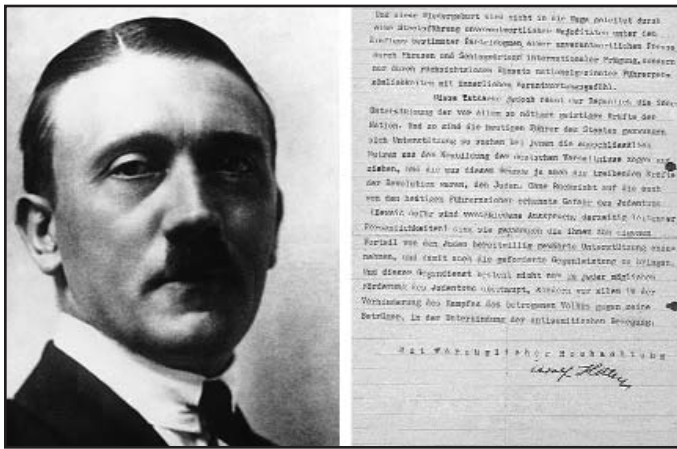 Und diese Wiedergeburt wird nicht in die Wege geleitet durch
eine Staatsführung unverantwortlicher Majoritäten unter dem
Einfluss bestimmter Parteidogmen, einer unverantwortlichen Presse
durch Phrasen und Schlagwörter internationaler Prägung, sondern
nur durch rücksichtslosen Einsatz nationalgesinnter Führerper
sönlichkeiten mit innerlichem Verantwortungsgefühl.
Diese Tatsache jedoch raubt der Republik die inne
Unterstützung der vor allem so nötigen geistigen Kräfte der
Nation. Und so sind die heutigen Führer des Staates gezwungen
sich Unterstützung zu suchen bei jenen die ausschliesslich
Nutzen aus der Neubildung der deutschen Verhältnisse zogen und
ziehen, und die aus diesem Grunde ja auch die treibenden Kräfte
der Revolution waren, den Juden. Ohne Rücksicht auf die auch
von den heutigen erkannte Gefahr des Judentums
(Beweis dafür sind verschiedene Aussprüche derzeitig leitender
Persönlichkeiten) sind sie gezwungen die ihnen zum eigenen
Vorteil von den Juden bereitwillig gewährte Unterstützung anzu
nehmen, und damit auch die geforderte Gegenleistung zu bringen.
Und dieser Gegendienst besteht nicht nur in jeder möglichen
Förderung des Judentums überhaupt, sondern vor allem in der
Verhinderung des Kampfes des betrogenen Volkes gegen seine
Betrüger, in der Unterbindung der antisemitischen Bewegung.
Mit vorzüglicher Hochachtung
Adolf Hitler